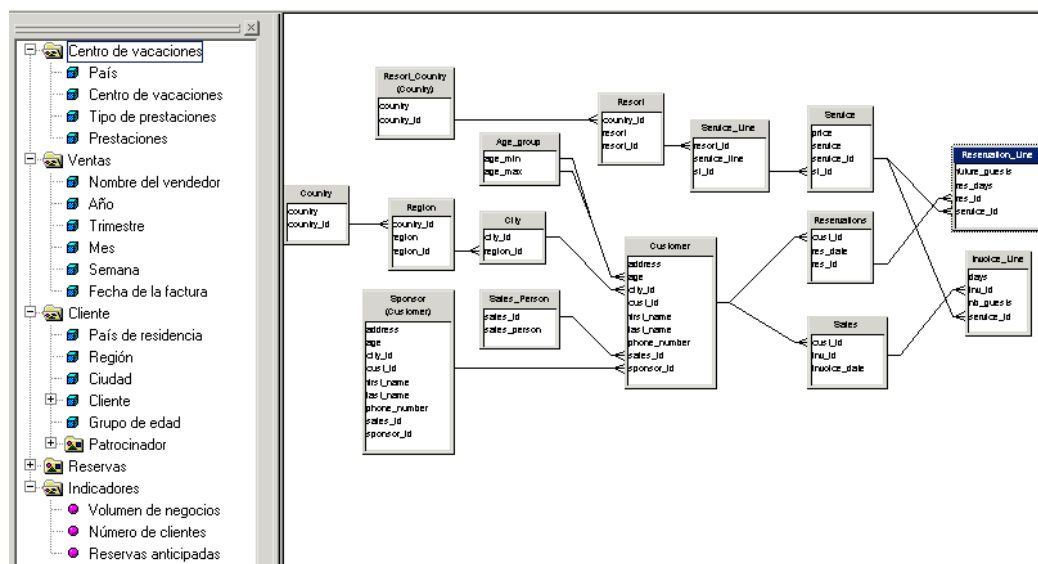 Centro de vacaciones
País
Centro de vacaciones
Tipo de prestaciones
Prestaciones
Ventas
Nombre del vendedor
Año
Trimestre
Mes
Semana
Fecha de la factura
Cliente
País de residencia
Región
Ciudad
Cliente
Grupo de edad
Patrocinador
Reservas
Indicadores
Volumen de negocios
Número de clientes
Reservas anticipadas
Resort_Country
(Country)
country
country_id
Resort
country_id
resort
resort_id
Service_Line
resort_id
service_line
sl_id
Service
price
service
service_id
sl_id
Reservation_Line
future_guests
res_days
res_id
service_id
Age_group
age_min
age_max
Country
country
country_id
Region
country_id
region
region_id
City
city_id
region_id
Customer
address
age
city_id
cust_id
first_name
last_name
phone_number
sales_id
sponsor_id
Reservations
cust_id
res_date
res_id
Invoice_Line
days
inv_id
nb_guests
service_id
Sponsor
(Customer)
address
age
city_id
cust_id
first_name
last_name
phone_number
sales_id
sponsor_id
Sales_Person
sales_id
sales_person
Sales
cust_id
inv_id
invoice_date